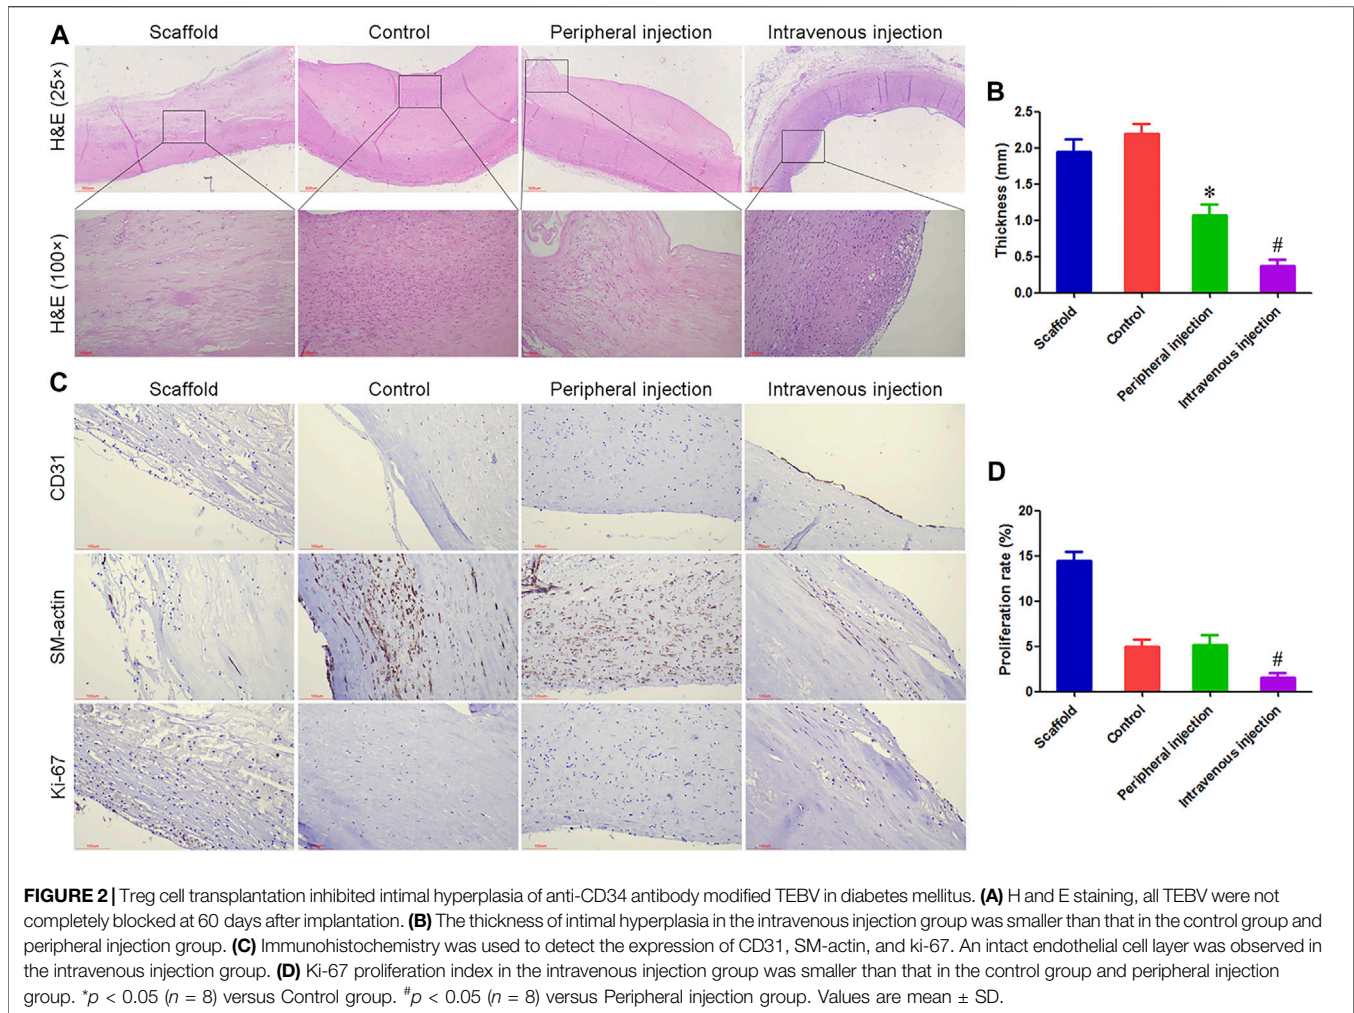 A
Scaffold
Control
Peripheral injection
Intravenous injection
H&E (25×)
H&E (100×)
B
2.5
2.0
1.5
1.0
0.5
0.0
Thickness (mm)
*
#
Scaffold
Control
Peripheral injection
Intravenous injection
C
Scaffold
Control
Peripheral injection
Intravenous injection
CD31
SM-actin
Ki-67
100um
100um
100um
100um
100um
100um
100um
100um
D
20
15
10
5
0
Proliferation rate (%)
#
Scaffold
Control
Peripheral injection
Intravenous injection
FIGURE 2 | Treg cell transplantation inhibited intimal hyperplasia of anti-CD34 antibody modified TEBV in diabetes mellitus. (A) H and E staining, all TEBV were not
completely blocked at 60 days after implantation. (B) The thickness of intimal hyperplasia in the intravenous injection group was smaller than that in the control group and
peripheral injection group. (C) Immunohistochemistry was used to detect the expression of CD31, SM-actin, and ki-67. An intact endothelial cell layer was observed in
the intravenous injection group. (D) Ki-67 proliferation index in the intravenous injection group was smaller than that in the control group and peripheral injection
group. *p < 0.05 (n = 8) versus Control group. #p < 0.05 (n = 8) versus Peripheral injection group. Values are mean ± SD.